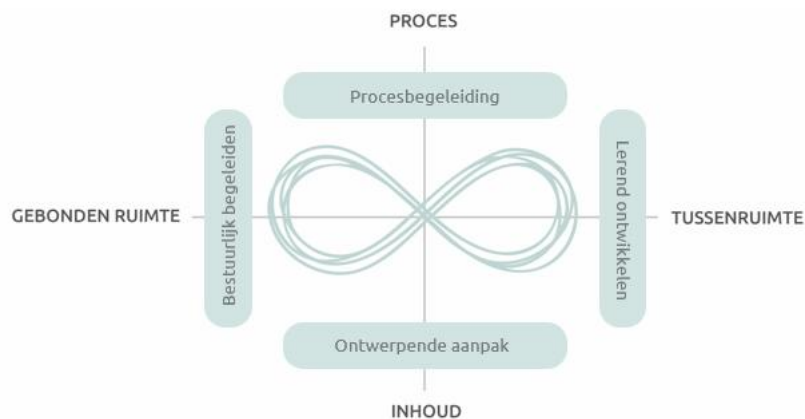 PROCES
Procesbegeleiding
Bestuurlijk begeleiden
Lerend ontwikkelen
GEBONDEN RUIMTE
TUSSENRUIMTE
Ontwerpende aanpak
INHOUD